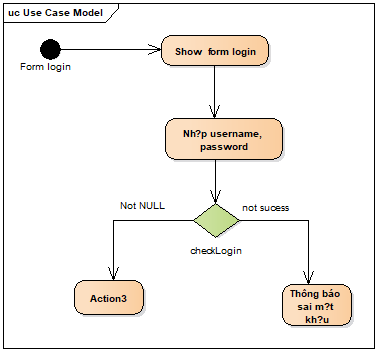 uc Use Case Model
Form login
Show form login
Nh?p username,
password
Not NULL
not sucess
checkLogin
Action3
Thông báo
sai m?t
kh?u